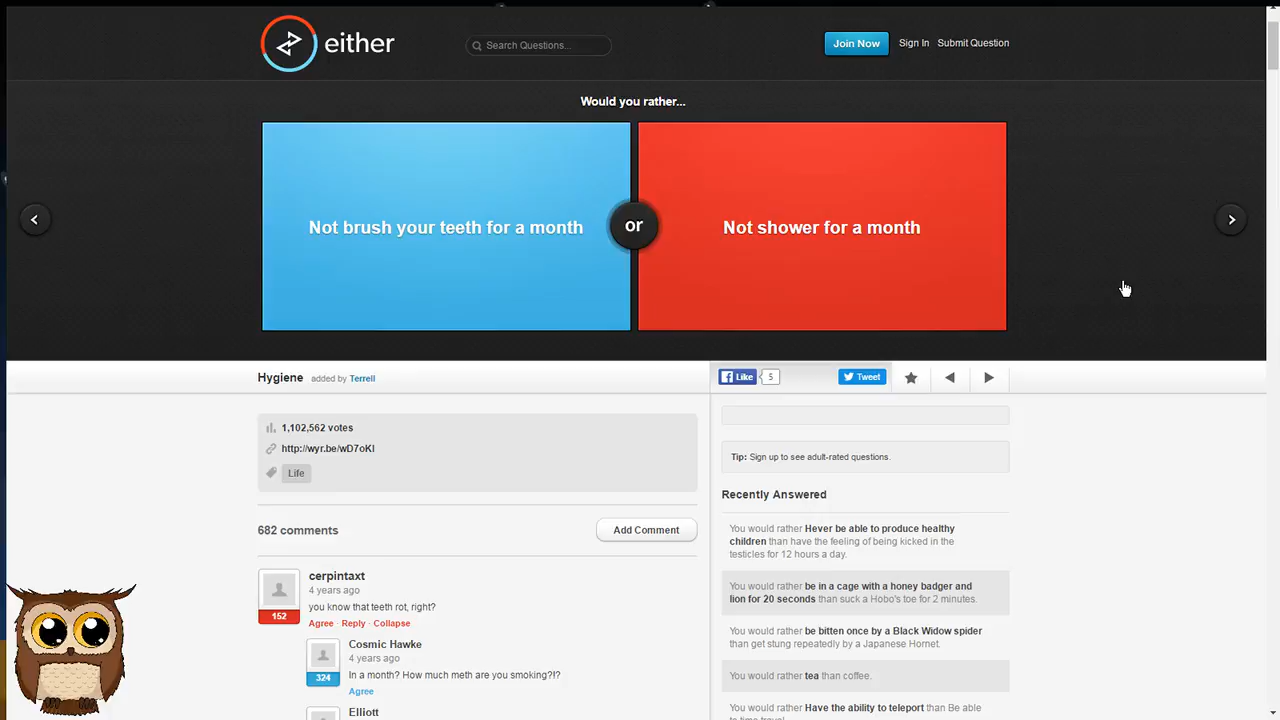 either
Search Questions...
Join Now
Sign In
Submit Question
Would you rather...
Not brush your teeth for a month
or
Not shower for a month
Hygiene added by Terrell
Like
5
Tweet
1,102,562 votes
http://wyr.be/wD7oKl
Life
682 comments
Add Comment
cerpintaxt
4 years ago
152
you know that teeth rot, right?
Agree · Reply · Collapse
Cosmic Hawke
4 years ago
324
In a month? How much meth are you smoking?!?
Agree
Elliott
Tip: Sign up to see adult-rated questions.
Recently Answered
You would rather Hever be able to produce healthy
children than have the feeling of being kicked in the
testicles for 12 hours a day.
You would rather be in a cage with a honey badger and
lion for 20 seconds than suck a Hobo's toe for 2 minutes.
You would rather be bitten once by a Black Widow spider
than get stung repeatedly by a Japanese Hornet.
You would rather tea than coffee.
You would rather Have the ability to teleport than Be able
to time travel.